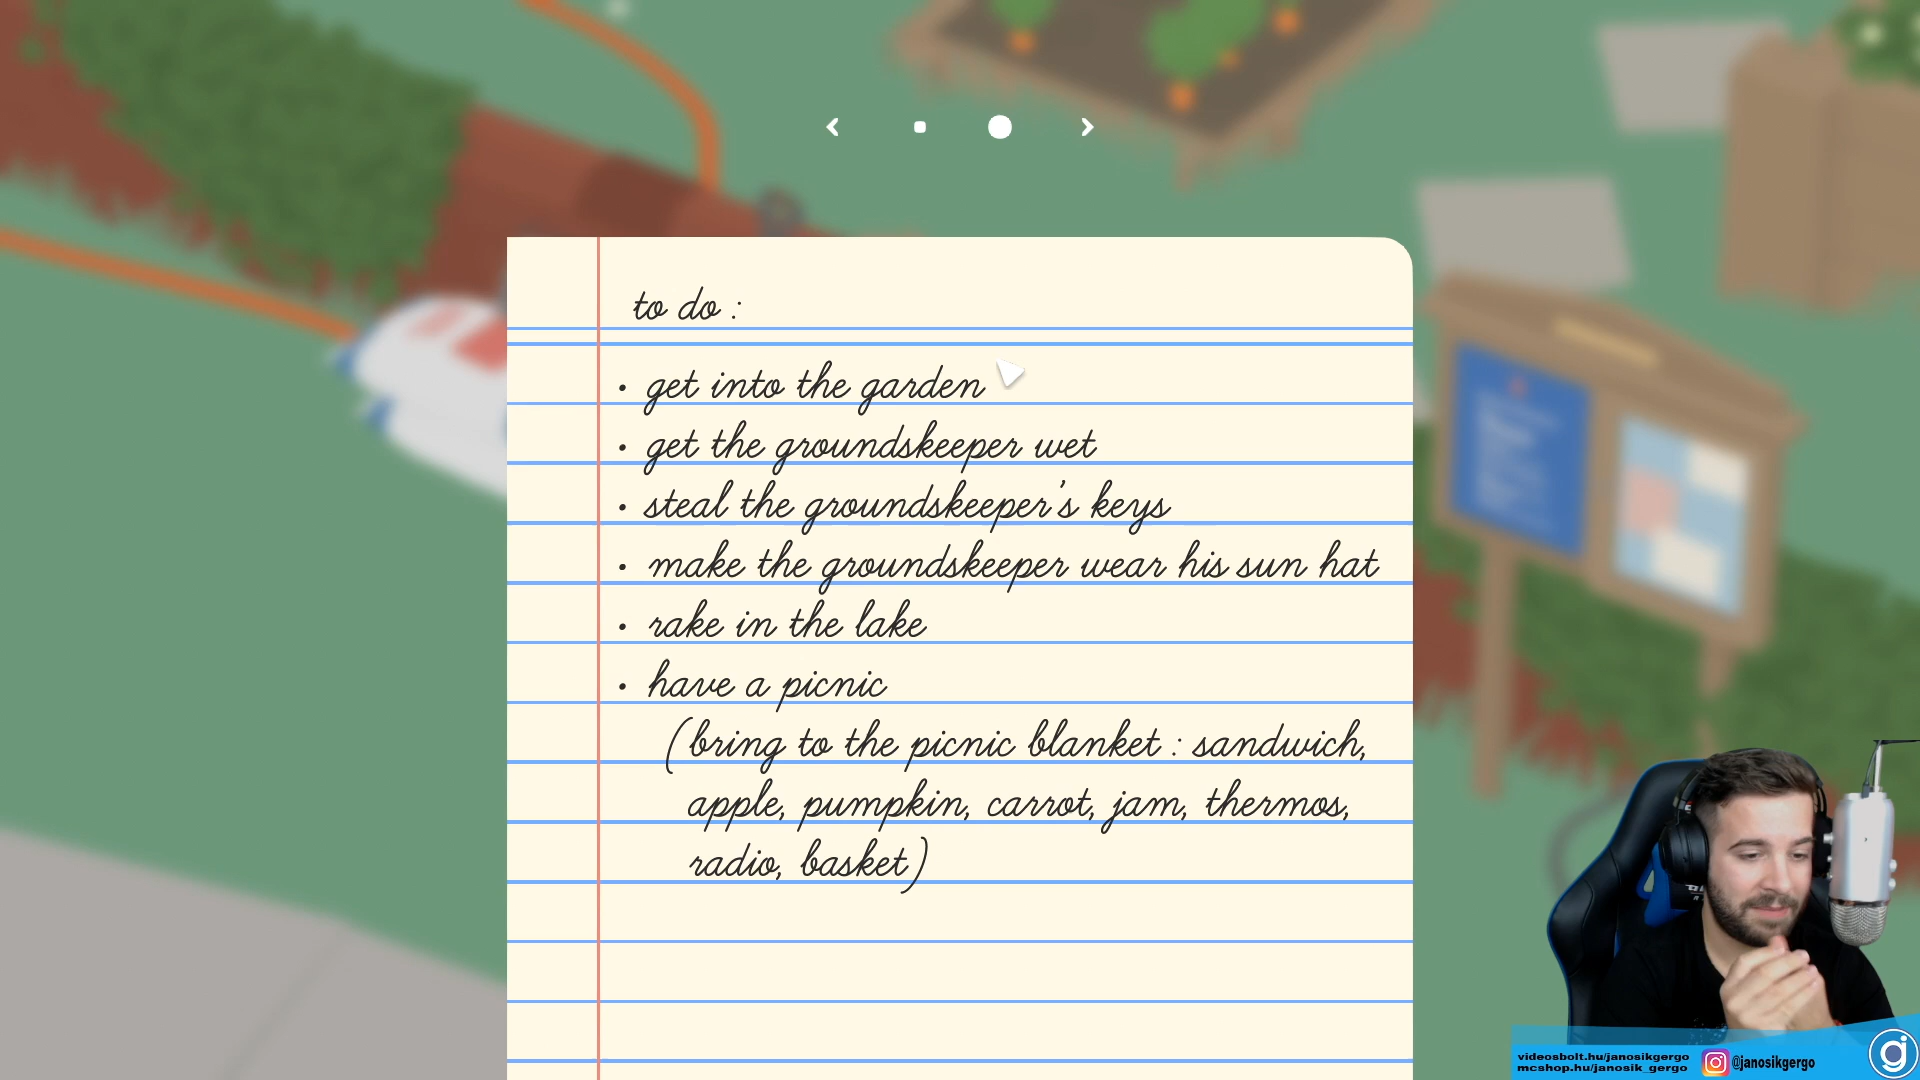 to do :
• get into the garden
• get the groundskeeper wet
• steal the groundskeeper's keys
• make the groundskeeper wear his sun hat
• rake in the lake
• have a picnic
(bring to the picnic blanket : sandwich,
apple, pumpkin, carrot, jam, thermos,
radio, basket)
videosbolt.hu/janosikgergo
mcshop.hu/janosik_gergo
@janosikgergo